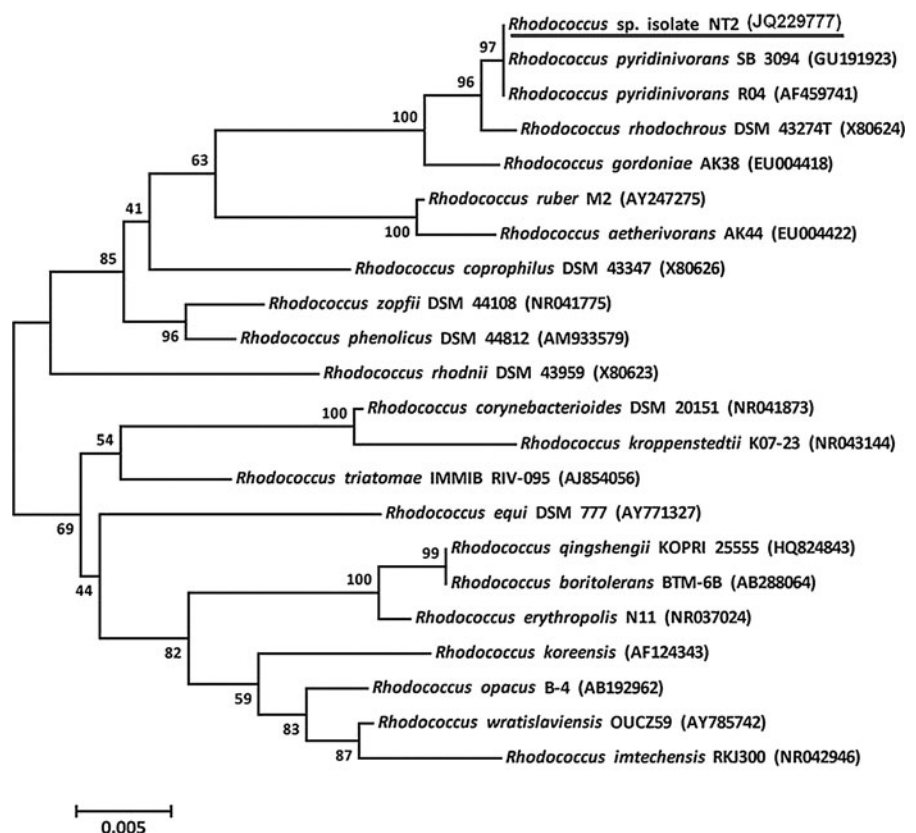 Rhodococcus sp. isolate NT2 (JQ229777)
97
Rhodococcus pyridinivorans SB 3094 (GU191923)
96
Rhodococcus pyridinivorans R04 (AF459741)
100
Rhodococcus rhodochrous DSM 43274T (X80624)
63
Rhodococcus gordoniae AK38 (EU004418)
Rhodococcus ruber M2 (AY247275)
41
100
Rhodococcus aetherivorans AK44 (EU004422)
85
Rhodococcus coprophilus DSM 43347 (X80626)
Rhodococcus zopfii DSM 44108 (NR041775)
96
Rhodococcus phenolicus DSM 44812 (AM933579)
Rhodococcus rhodnii DSM 43959 (X80623)
100
Rhodococcus corynebacterioides DSM 20151 (NR041873)
54
Rhodococcus kroppenstedtii K07-23 (NR043144)
Rhodococcus triatomae IMMIB RIV-095 (AJ854056)
69
Rhodococcus equi DSM 777 (AY771327)
99
Rhodococcus qingshengii KOPRI 25555 (HQ824843)
100
44
Rhodococcus boritolerans BTM-6B (AB288064)
Rhodococcus erythropolis N11 (NR037024)
82
Rhodococcus koreensis (AF124343)
59
Rhodococcus opacus B-4 (AB192962)
83
Rhodococcus wratislaviensis OUCZ59 (AY785742)
87
Rhodococcus imtechensis RKJ300 (NR042946)
0.005